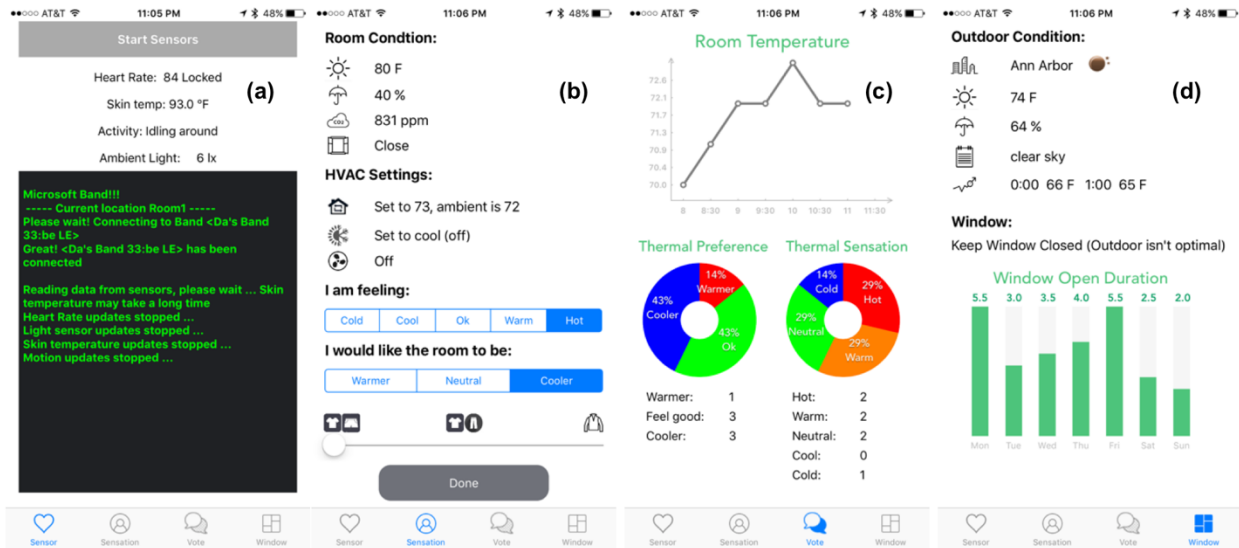 ●●○○○ AT&T 11:05 PM 48%
Start Sensors
Heart Rate: 84 Locked
Skin temp: 93.0 °F
(a)
Activity: Idling around
Ambient Light: 6 lx
Microsoft Band!!!
----- Current location Room1 -----
Please wait! Connecting to Band <Da's Band
33:be LE>
Great! <Da's Band 33:be LE> has been
connected
Reading data from sensors, please wait ... Skin
temperature may take a long time
Heart Rate updates stopped ...
Light sensor updates stopped ...
Skin temperature updates stopped ...
Motion updates stopped ...
Sensor Sensation Vote Window
●●○○○ AT&T 11:06 PM 48%
Room Condtion:
80 F
(b)
40 %
CO2 831 ppm
Close
HVAC Settings:
Set to 73, ambient is 72
Set to cool (off)
Off
I am feeling:
Cold Cool Ok Warm Hot
I would like the room to be:
Warmer Neutral Cooler
Done
Sensor Sensation Vote Window
●●○○○ AT&T 11:06 PM 48%
Room Temperature
(c)
72.6
72.1
71.7
71.3
70.9
70.4
70.0
8 8:30 9 9:30 10 10:30 11 11:30
Thermal Preference Thermal Sensation
14%
Warmer
43%
Cooler
43%
Ok
14%
Cold
29%
Hot
29%
Neutral
29%
Warm
Warmer: 1
Feel good: 3
Cooler: 3
Hot: 2
Warm: 2
Neutral: 2
Cool: 0
Cold: 1
Sensor Sensation Vote Window
●●○○○ AT&T 11:06 PM 48%
Outdoor Condition:
Ann Arbor
74 F
(d)
64 %
clear sky
0:00 66 F 1:00 65 F
Window:
Keep Window Closed (Outdoor isn't optimal)
Window Open Duration
5.5 3.0 3.5 4.0 5.5 2.5 2.0
Mon Tue Wed Thu Fri Sat Sun
Sensor Sensation Vote Window